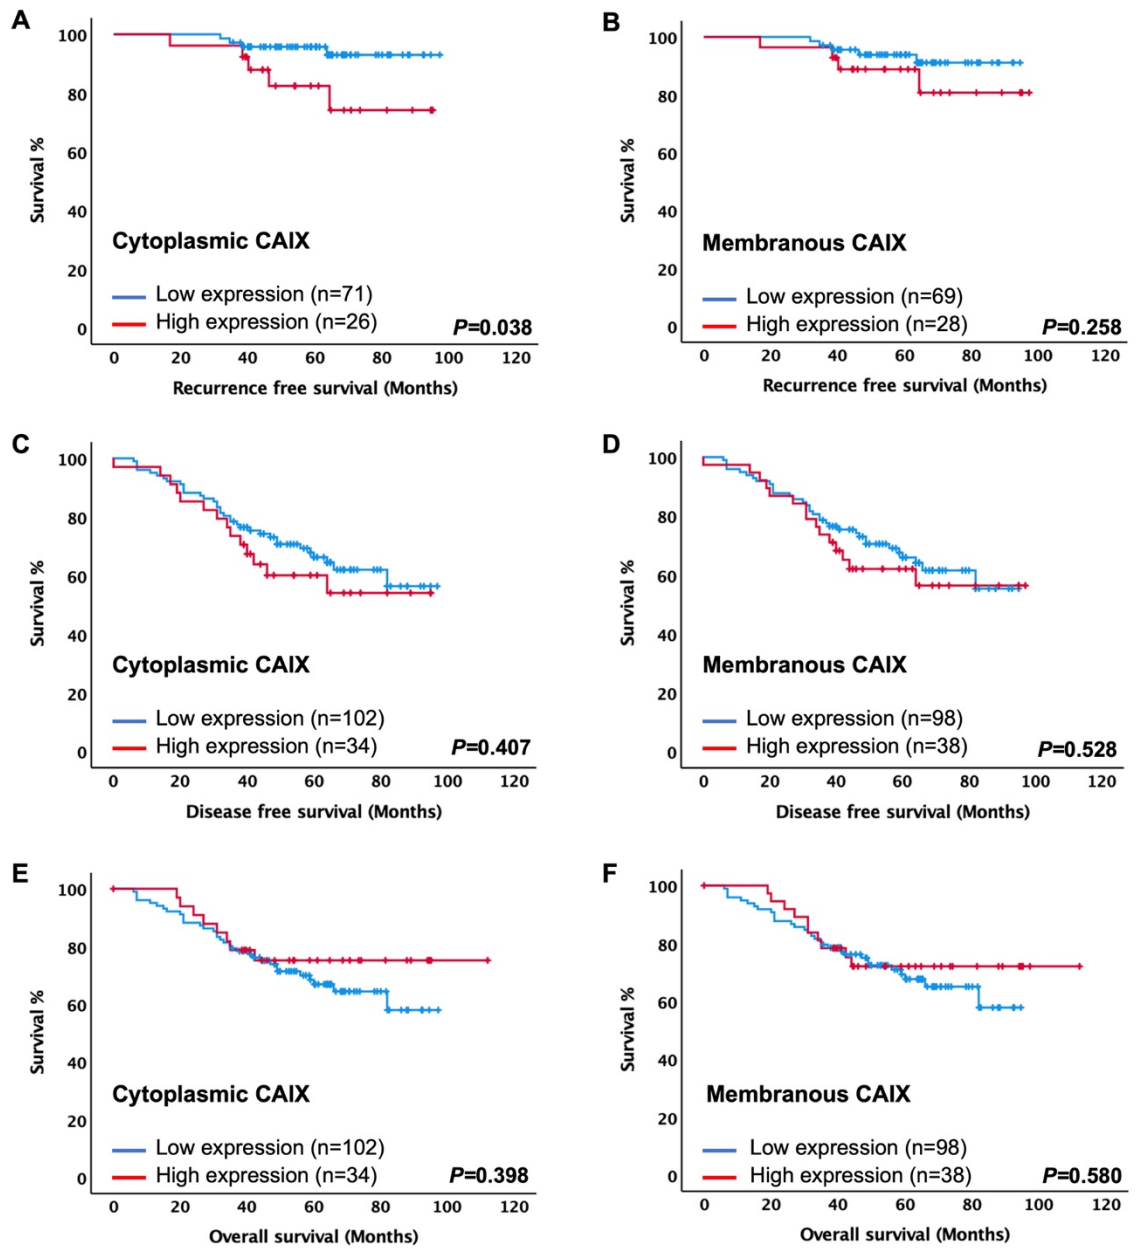 A
100
80
60
40
20
0
Survival %
Cytoplasmic CAIX
Low expression (n=71)
High expression (n=26)
P=0.038
0 20 40 60 80 100 120
Recurrence free survival (Months)
B
100
80
60
40
20
0
Survival %
Membranous CAIX
Low expression (n=69)
High expression (n=28)
P=0.258
0 20 40 60 80 100 120
Recurrence free survival (Months)
C
100
80
60
40
20
0
Survival %
Cytoplasmic CAIX
Low expression (n=102)
High expression (n=34)
P=0.407
0 20 40 60 80 100 120
Disease free survival (Months)
D
100
80
60
40
20
0
Survival %
Membranous CAIX
Low expression (n=98)
High expression (n=38)
P=0.528
0 20 40 60 80 100 120
Disease free survival (Months)
E
100
80
60
40
20
0
Survival %
Cytoplasmic CAIX
Low expression (n=102)
High expression (n=34)
P=0.398
0 20 40 60 80 100 120
Overall survival (Months)
F
100
80
60
40
20
0
Survival %
Membranous CAIX
Low expression (n=98)
High expression (n=38)
P=0.580
0 20 40 60 80 100 120
Overall survival (Months)